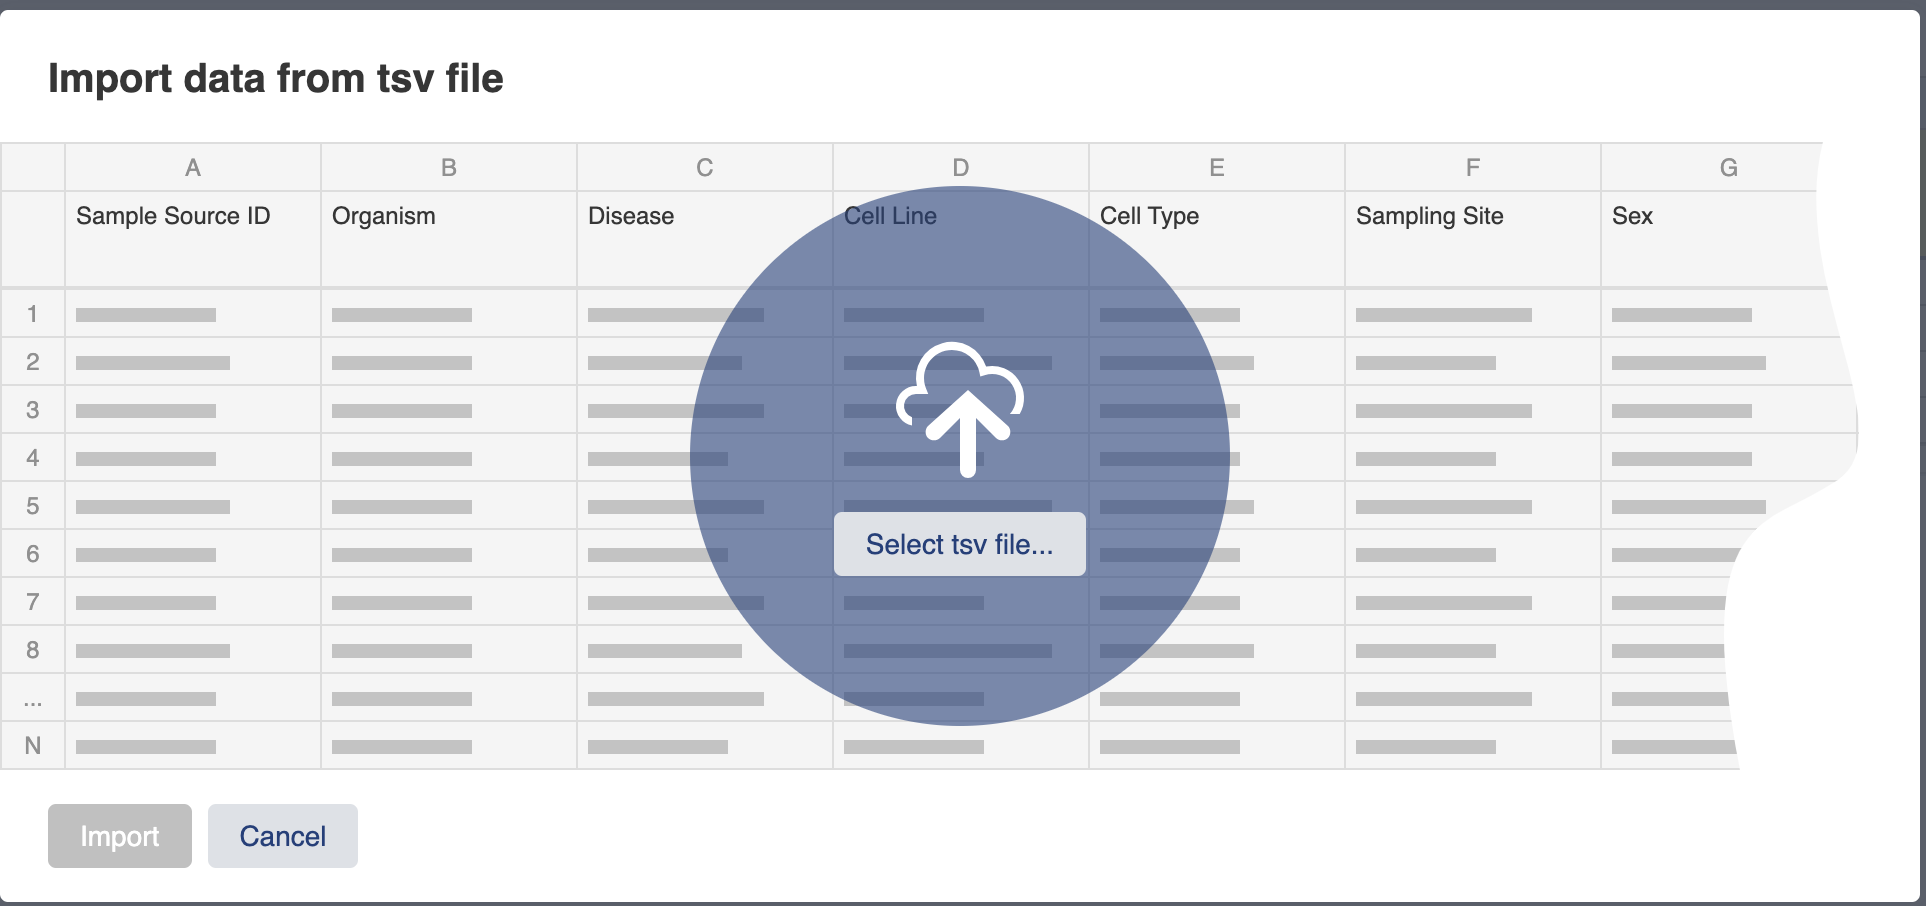 Import data from tsv file
A B C D E F G
Sample Source ID Organism Disease Cell Line Cell Type Sampling Site Sex
1
2
3
4
5
Select tsv file...
6
7
8
...
N
Import Cancel